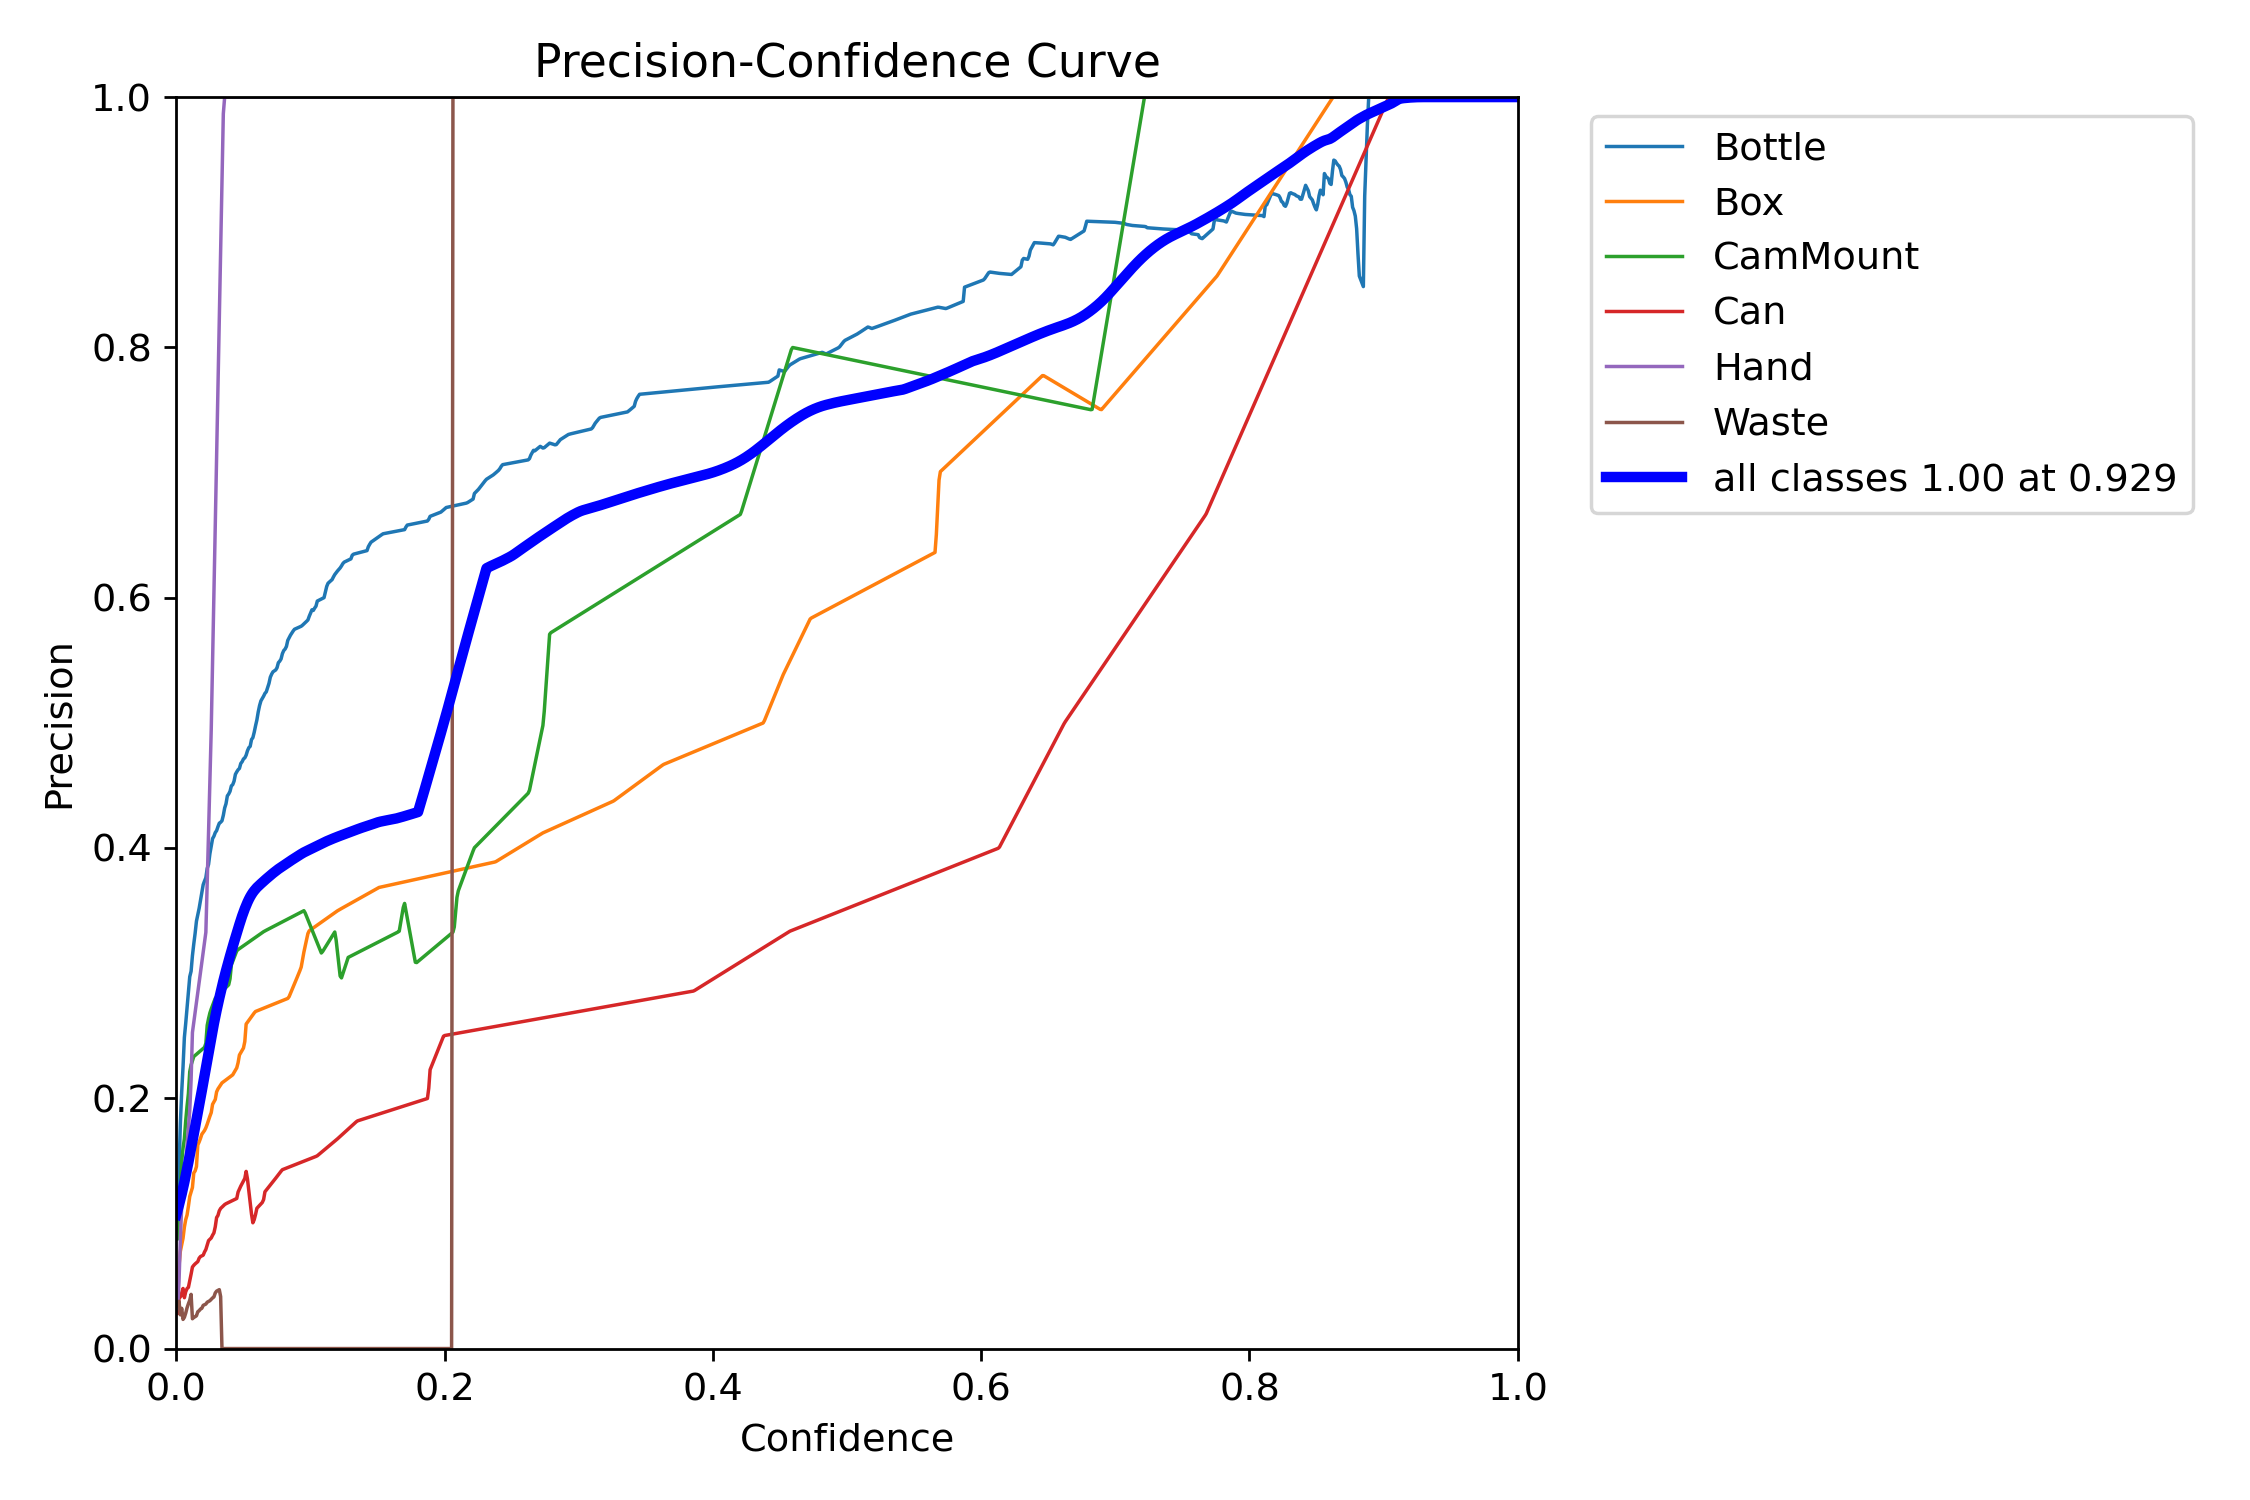 Precision-Confidence Curve
1.0
0.8
0.6
0.4
0.2
0.0
Precision
0.0 0.2 0.4 0.6 0.8 1.0
Confidence
Bottle
Box
CamMount
Can
Hand
Waste
all classes 1.00 at 0.929